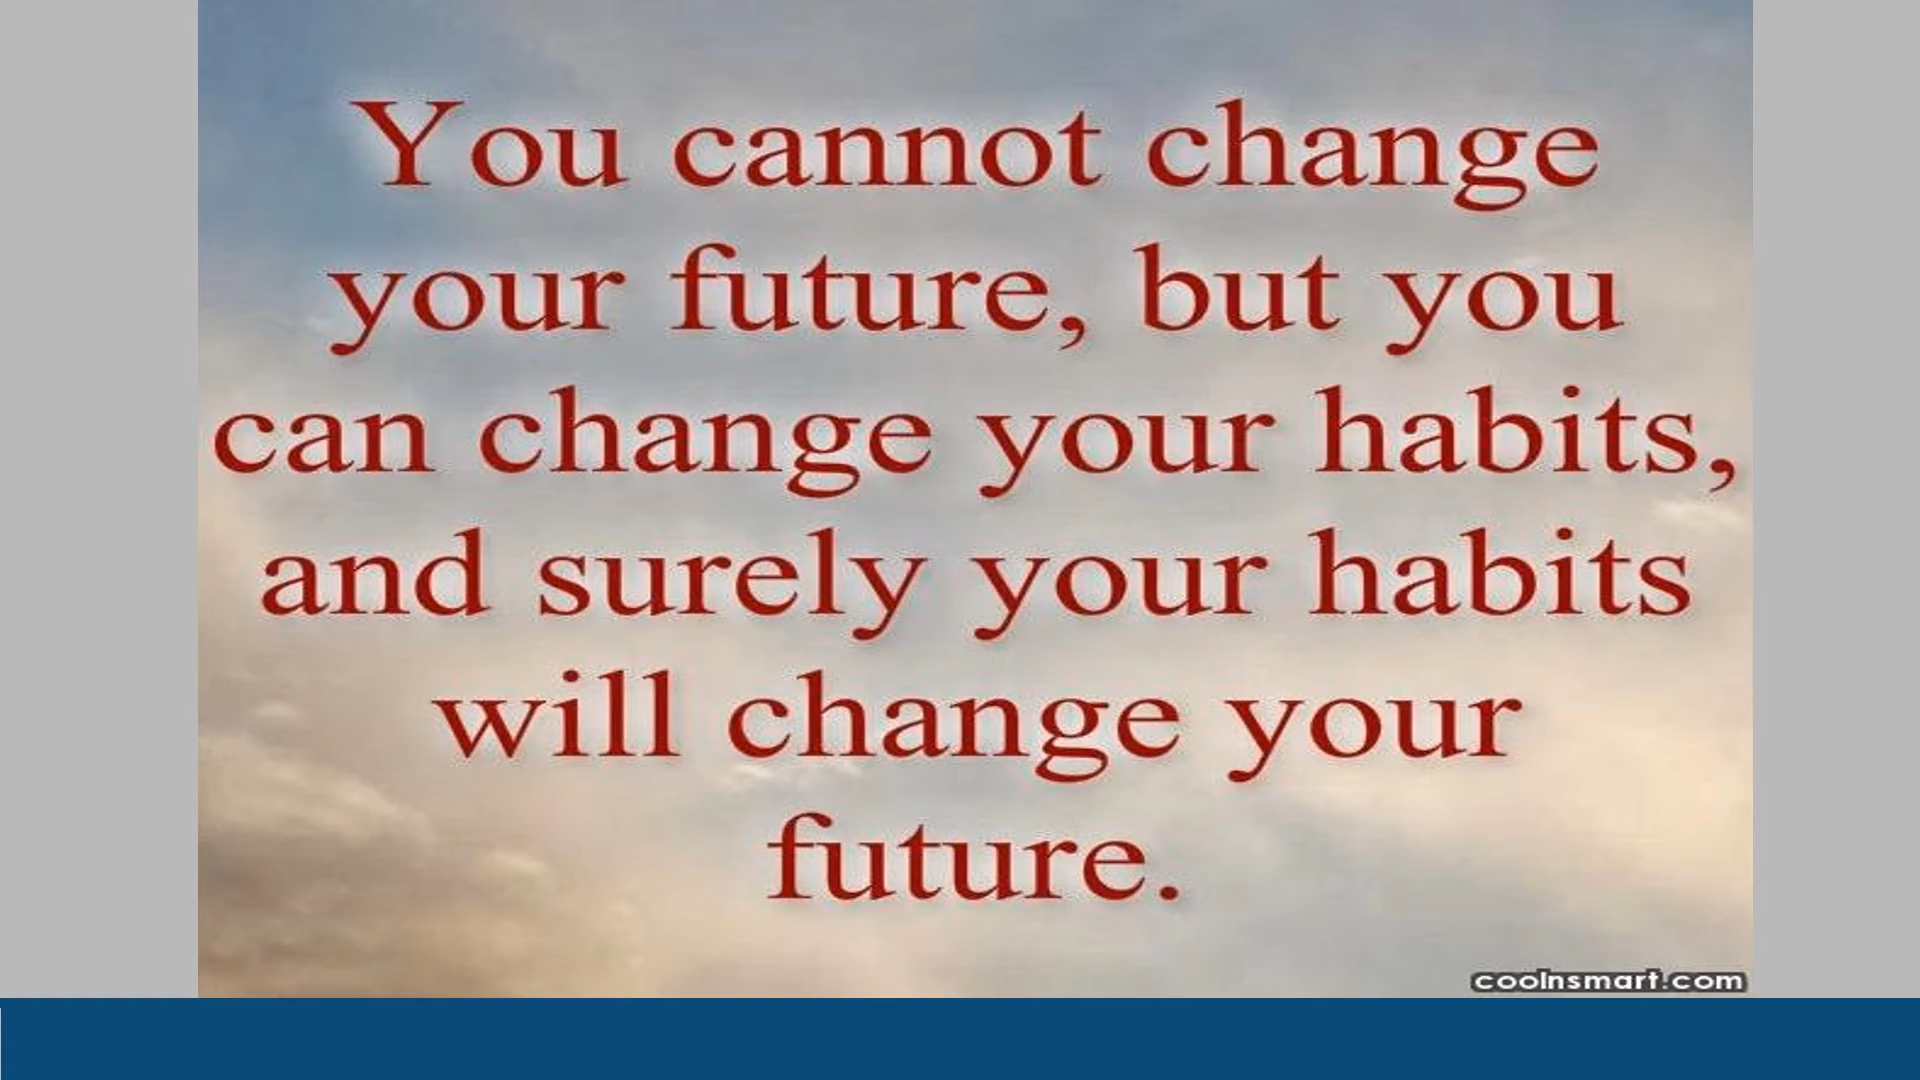 You cannot change
your future, but you
can change your habits,
and surely your habits
will change your
future.
coolnsmart.com